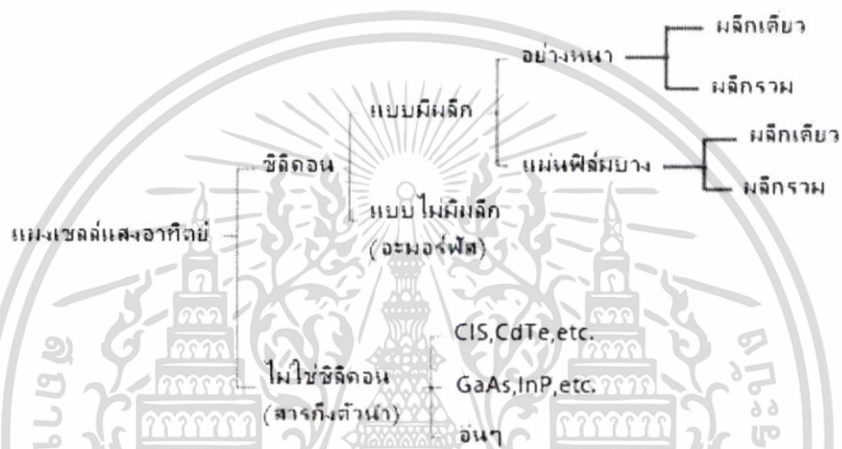 ผลึกเดี่ยว
อย่างหนา
ผลึกรวม
แบบมีผลึก
ผลึกเดี่ยว
ซิลิคอน
แผ่นฟิล์มบาง
ผลึกรวม
แบบไม่มีผลึก
(อะมอร์ฟัส)
แผงเซลล์แสงอาทิตย์
CIS,CdTe,etc.
ไม่ใช่ซิลิคอน
GaAs,InP,etc.
(สารกึ่งตัวนำ)
อื่นๆ